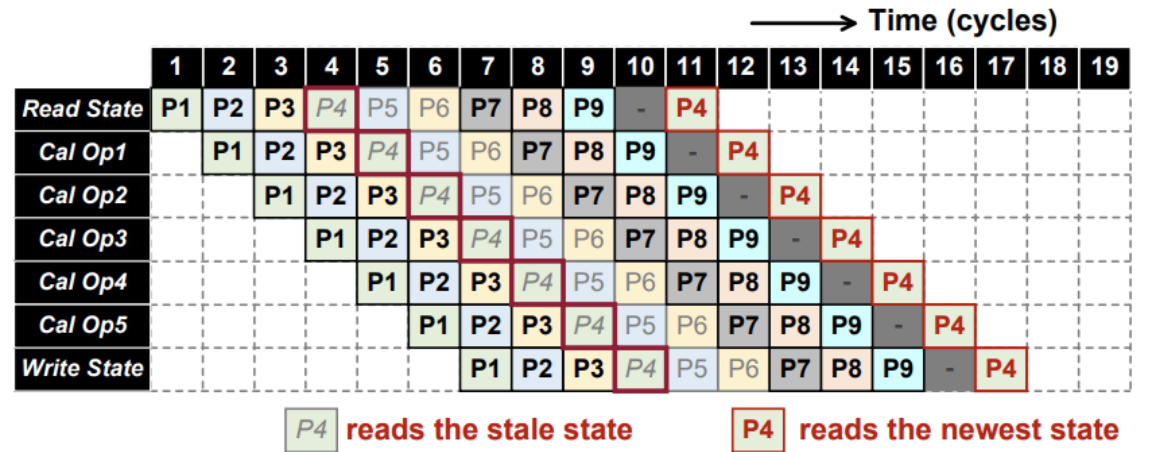 Time (cycles)
1 2 3 4 5 6 7 8 9 10 11 12 13 14 15 16 17 18 19
Read State P1 P2 P3 P4 P5 P6 P7 P8 P9 - P4
Cal Op1 P1 P2 P3 P4 P5 P6 P7 P8 P9 - P4
Cal Op2 P1 P2 P3 P4 P5 P6 P7 P8 P9 - P4
Cal Op3 P1 P2 P3 P4 P5 P6 P7 P8 P9 - P4
Cal Op4 P1 P2 P3 P4 P5 P6 P7 P8 P9 - P4
Cal Op5 P1 P2 P3 P4 P5 P6 P7 P8 P9 - P4
Write State P1 P2 P3 P4 P5 P6 P7 P8 P9 - P4
P4 reads the stale state P4 reads the newest state